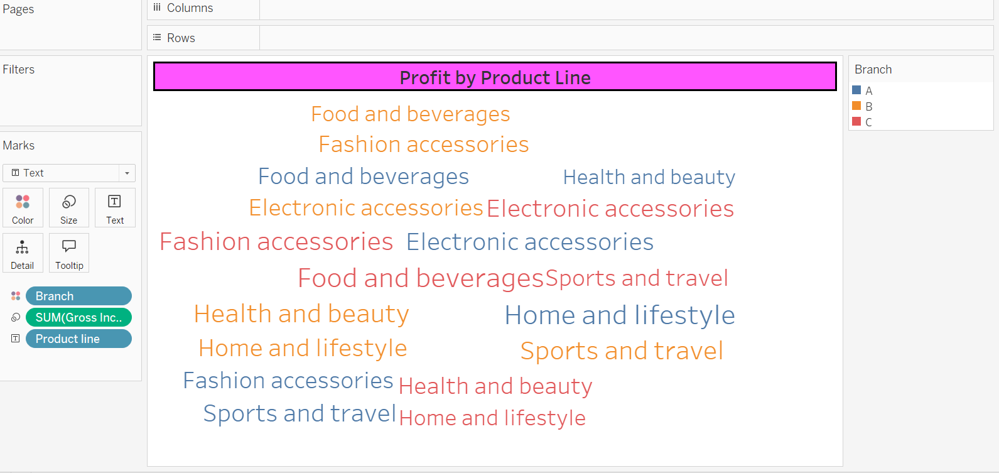 Pages
Columns
Rows
Filters
Marks
Text
Color Size Text
Detail Tooltip
Branch
SUM(Gross Inc..
Product line
Profit by Product Line
Food and beverages
Fashion accessories
Food and beverages Health and beauty
Electronic accessories Electronic accessories
Fashion accessories Electronic accessories
Food and beverages Sports and travel
Health and beauty Home and lifestyle
Home and lifestyle Sports and travel
Fashion accessories Health and beauty
Sports and travel Home and lifestyle
Branch
A
B
C